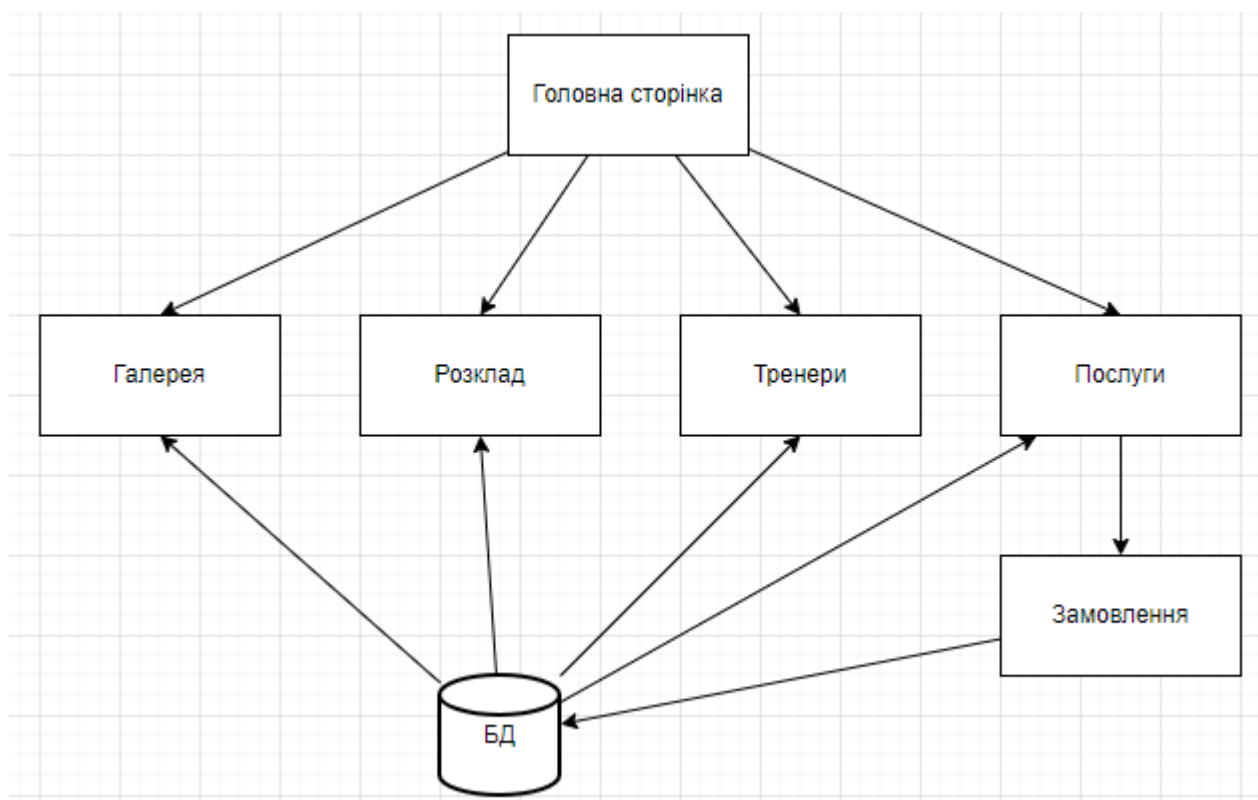 Головна сторінка
Галерея
Розклад
Тренери
Послуги
Замовлення
БД